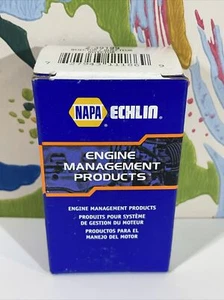 NAPA ECHLIN
ENGINE
MANAGEMENT
PRODUCTS
ENGINE MANAGEMENT PRODUCTS
PRODUITS POUR SYSTÈME
DE GESTION DU MOTEUR
PRODUCTOS PARA EL
MANEJO DEL MOTOR